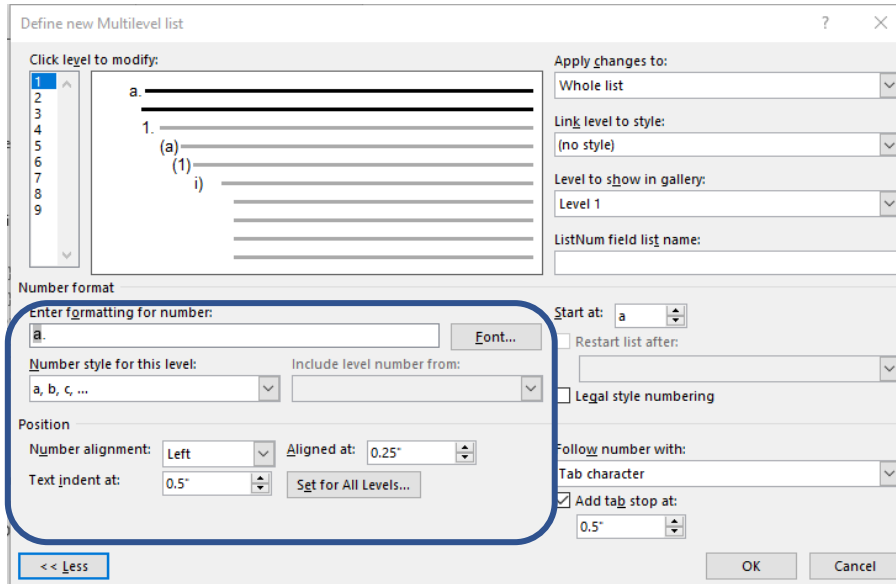 Define new Multilevel list ? ×
Click level to modify:
1
2
3
4
5
6
7
8
9
a.
1.
(a)
(1)
i)
Apply changes to:
Whole list
Link level to style:
(no style)
Level to show in gallery:
Level 1
ListNum field list name:
Number format
Enter formatting for number:
a.
Font...
Number style for this level:
a, b, c, ...
Include level number from:
Start at: a
Restart list after:
Legal style numbering
Position
Number alignment: Left
Aligned at: 0.25"
Text indent at: 0.5"
Set for All Levels...
Follow number with:
Tab character
Add tab stop at:
0.5"
<< Less
OK
Cancel